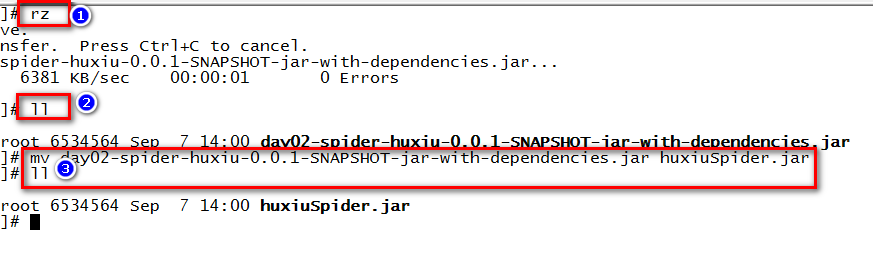 ]# rz 1
ve.
nsfer.  Press Ctrl+C to cancel.
spider-huxiu-0.0.1-SNAPSHOT-jar-with-dependencies.jar...
6381 KB/sec    00:00:01       0 Errors
]# ll 2
root 6534564 Sep  7 14:00 day02-spider-huxiu-0.0.1-SNAPSHOT-jar-with-dependencies.jar
]# mv day02-spider-huxiu-0.0.1-SNAPSHOT-jar-with-dependencies.jar huxiuSpider.jar
]# ll 3
root 6534564 Sep  7 14:00 huxiuSpider.jar
]#